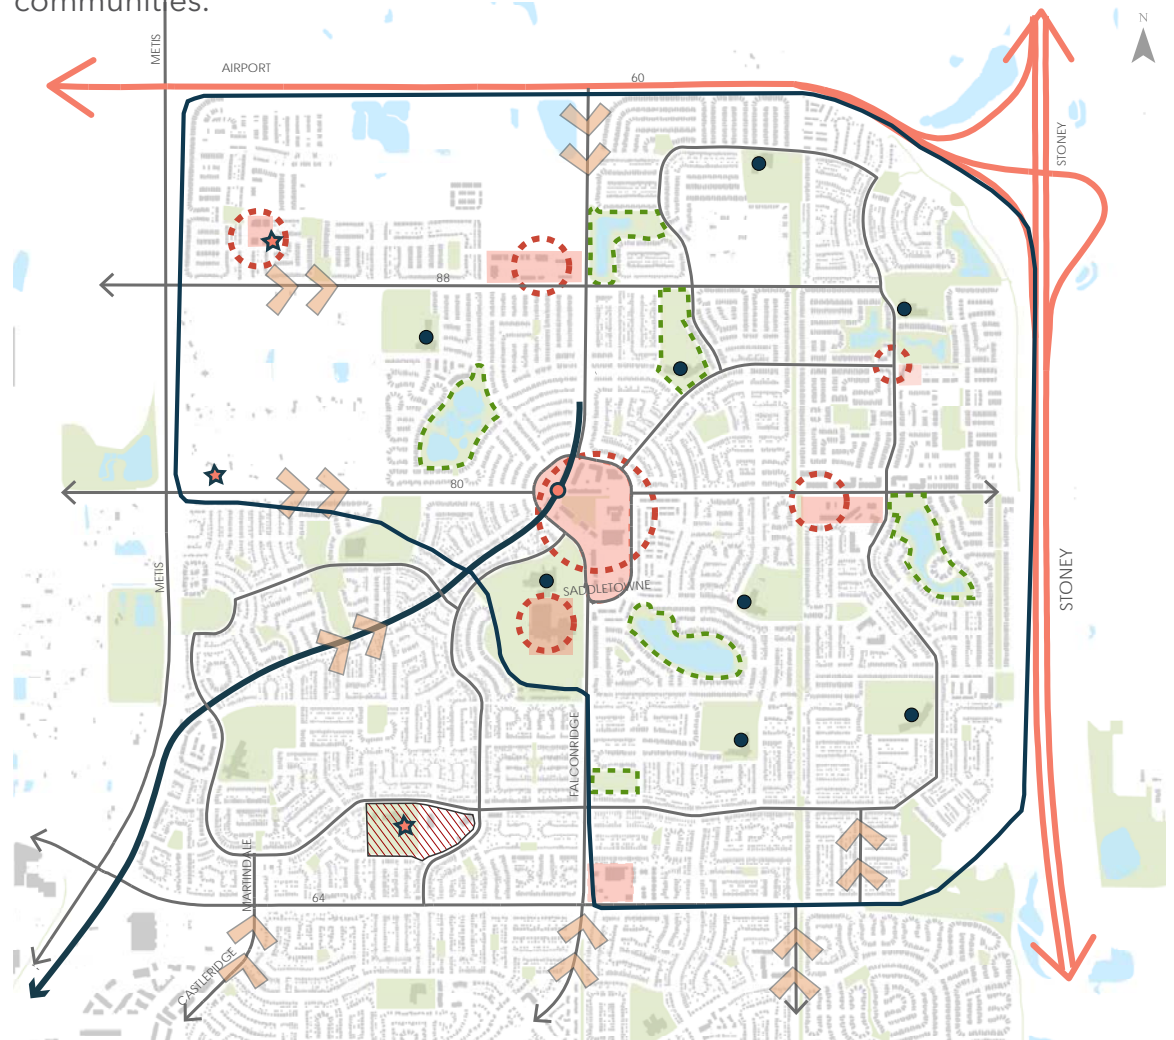 communities.
N
METIS
AIRPORT
60
STONEY
88
80
METIS
SADDLETOWNE
STONEY
FALCONRIDGE
MARTINDALE
64
CASTLERIDGE